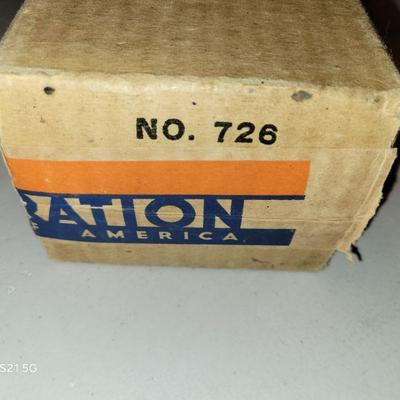 NO. 726
RATION
AMERICA
S21 5G